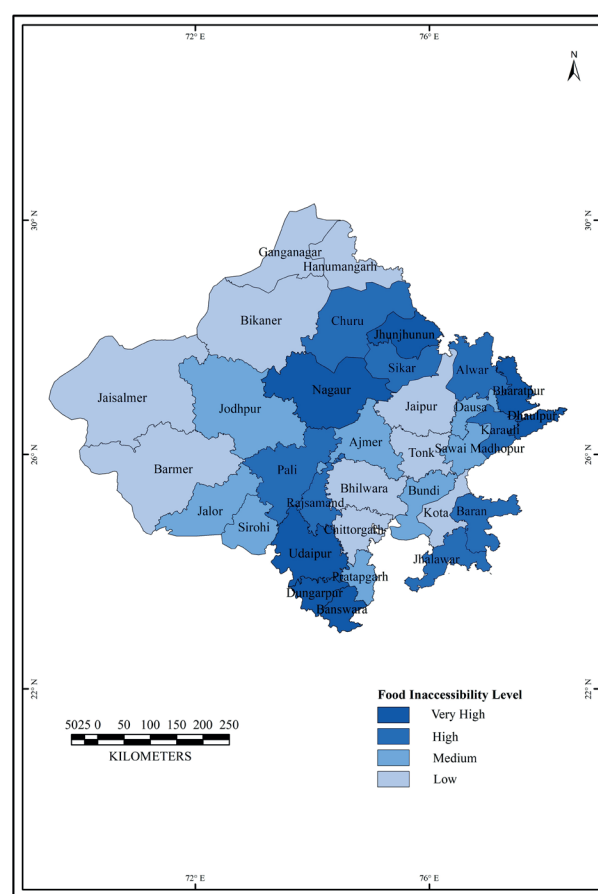 72° E 76° E
N
30° N 30° N
Ganganagar
Hanumangarh
Bikaner
Churu
Jhunjhunun
Sikar
Alwar
Jaisalmer
Nagaur
Bharatpur
Jodhpur
Jaipur
Dausa
Dhaulpur
Karauli
Ajmer
26° N 26° N
Tonk
Sawai Madhopur
Barmer
Pali
Bhilwara
Bundi
Rajsamand
Jalor
Kota
Baran
Sirohi
Chittorgarh
Udaipur
Jhalawar
Pratapgarh
Dungarpur
Banswara
22° N 22° N
Food Inaccessibility Level
Very High
High
Medium
Low
5025 0 50 100 150 200 250
KILOMETERS
72° E 76° E